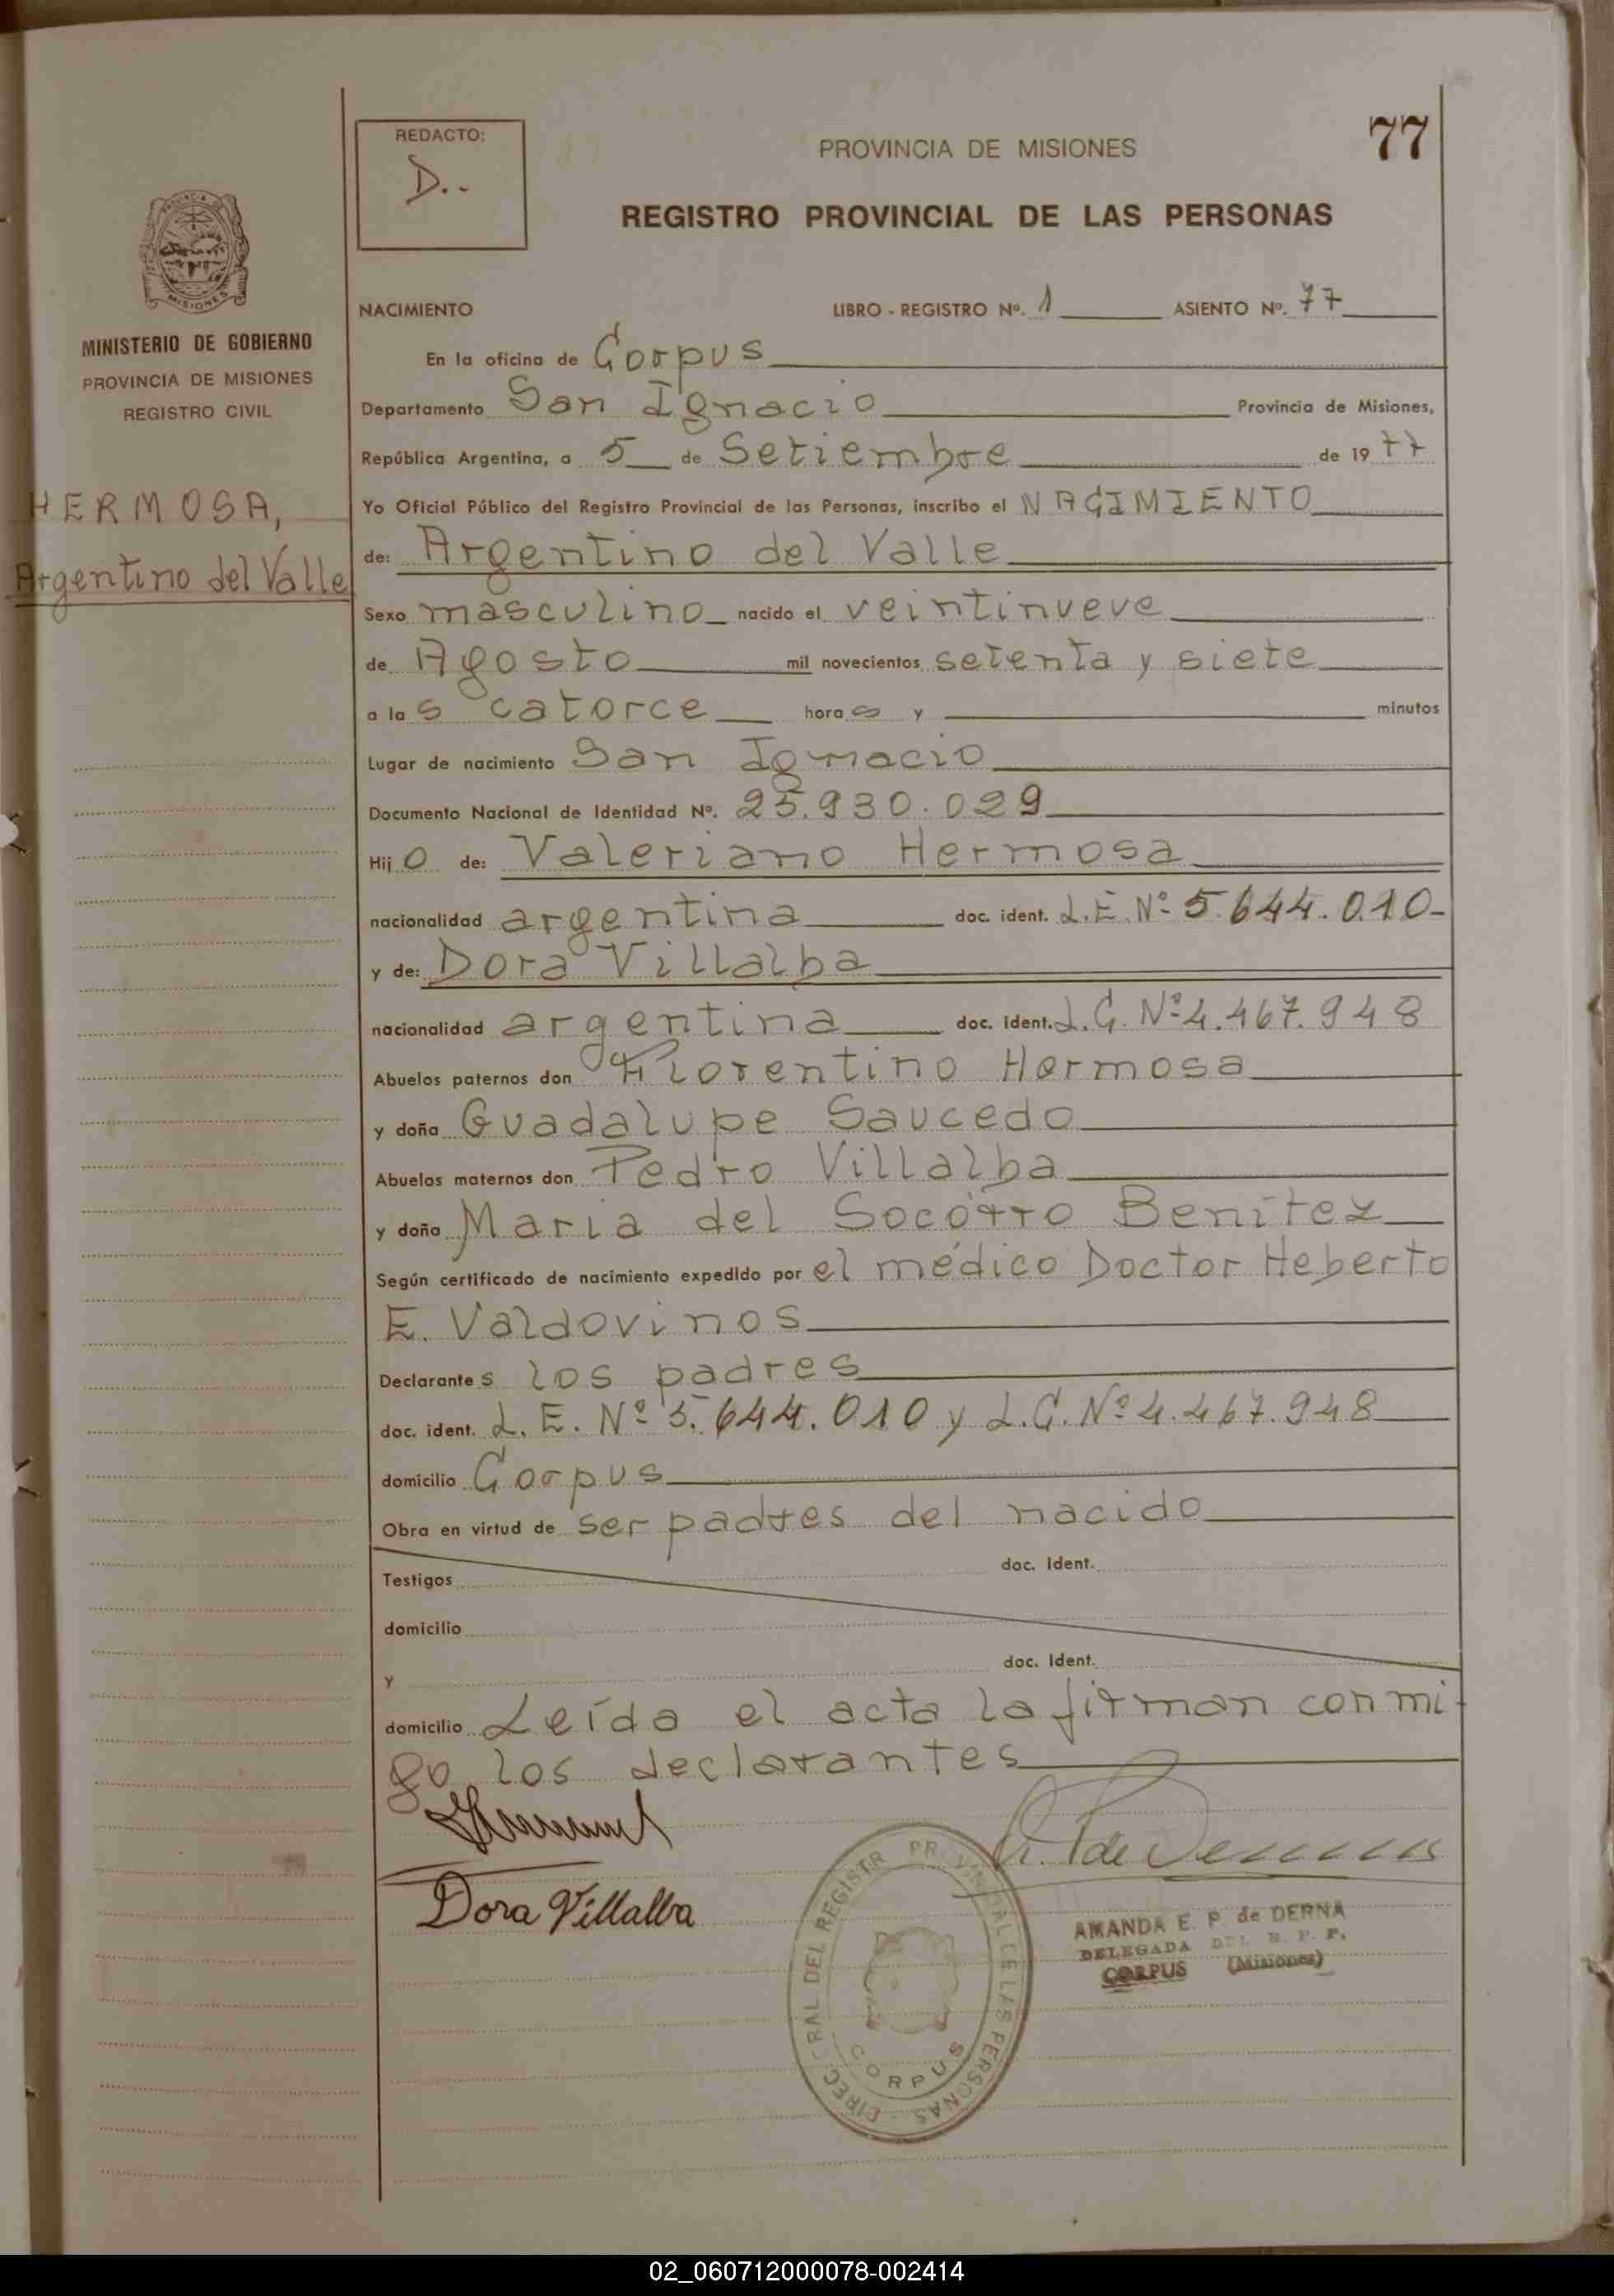 77
REDACTO:
D..
PROVINCIA DE MISIONES
REGISTRO PROVINCIAL DE LAS PERSONAS
MISIONES
MINISTERIO DE GOBIERNO
PROVINCIA DE MISIONES
REGISTRO CIVIL
HERMOSA,
Argentino del Valle
NACIMIENTO LIBRO - REGISTRO Nº. 1 ASIENTO Nº. 77
En la oficina de Corpus
Departamento San Ignacio Provincia de Misiones,
República Argentina, a 5 de Setiembre de 1977
Yo Oficial Público del Registro Provincial de las Personas, inscribo el NACIMIENTO
de: Argentino del Valle
Sexo masculino nacido el veintinueve
de Agosto mil novecientos setenta y siete
a las catorce horas y minutos
Lugar de nacimiento San Ignacio
Documento Nacional de Identidad Nº. 25.930.029
Hijo de: Valeriano Hermosa
nacionalidad argentina doc. ident. L.E. Nº 5.644.010-
y de: Dora Villalba
nacionalidad argentina doc. ident. L.C. Nº 4.467.948
Abuelos paternos don Florentino Hermosa
y doña Guadalupe Saucedo
Abuelos maternos don Pedro Villalba
y doña María del Socorro Benítez
Según certificado de nacimiento expedido por el médico Doctor Heberto
E. Valdovinos
Declarantes los padres
doc. ident. L.E. Nº 5.644.010 y L.C. Nº 4.467.948
domicilio Corpus
Obra en virtud de ser padres del nacido
Testigos doc. Ident.
domicilio
y doc. Ident.
domicilio Leída el acta la firman conmi-
go los declarantes
Dora Villalba
CORPUS
AMANDA E. P. de DERNA
DELEGADA DEL R. P. P.
CORPUS (Misiones)
02_060712000078-002414